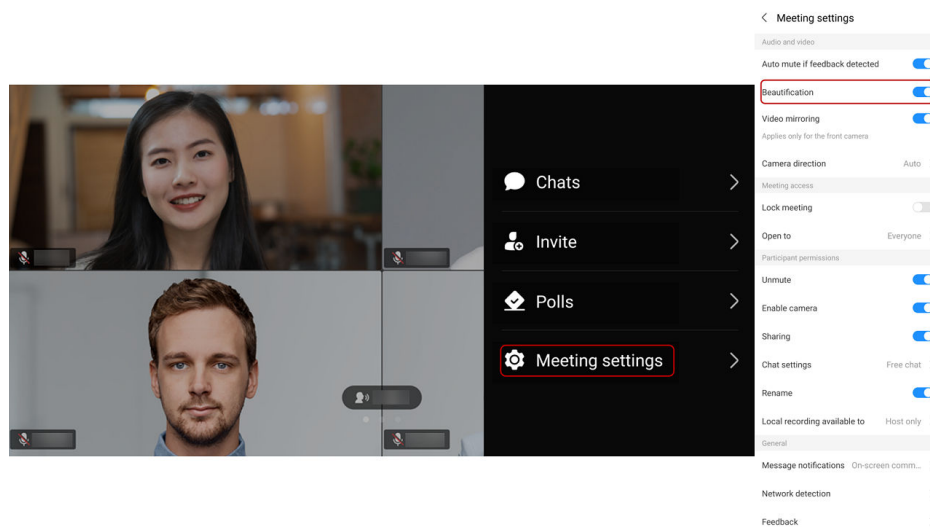 Chats
Invite
Polls
Meeting settings
Meeting settings
Audio and video
Auto mute if feedback detected
Beautification
Video mirroring
Applies only for the front camera
Camera direction Auto
Meeting access
Lock meeting
Open to Everyone
Participant permissions
Unmute
Enable camera
Sharing
Chat settings Free chat
Rename
Local recording available to Host only
General
Message notifications On-screen comm...
Network detection
Feedback